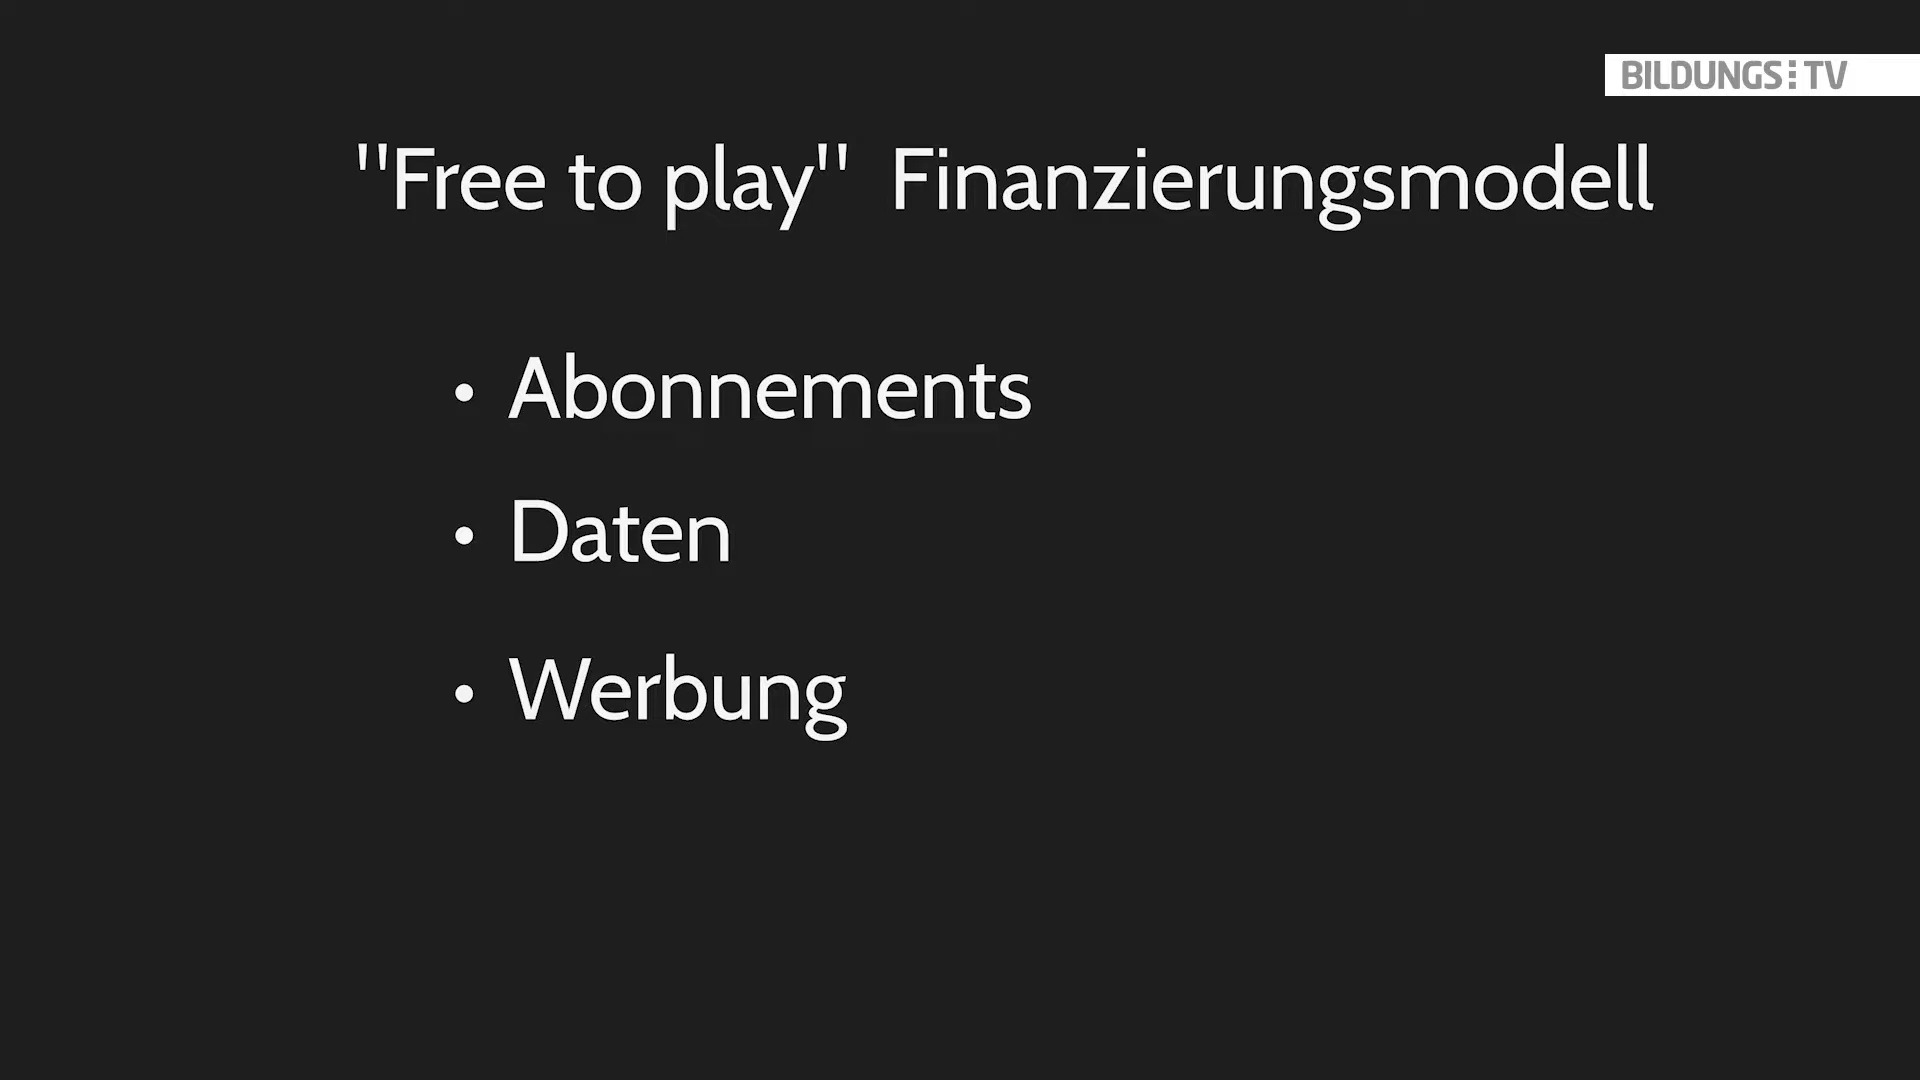 BILDUNGS:TV
"Free to play" Finanzierungsmodell
• Abonnements
• Daten
• Werbung